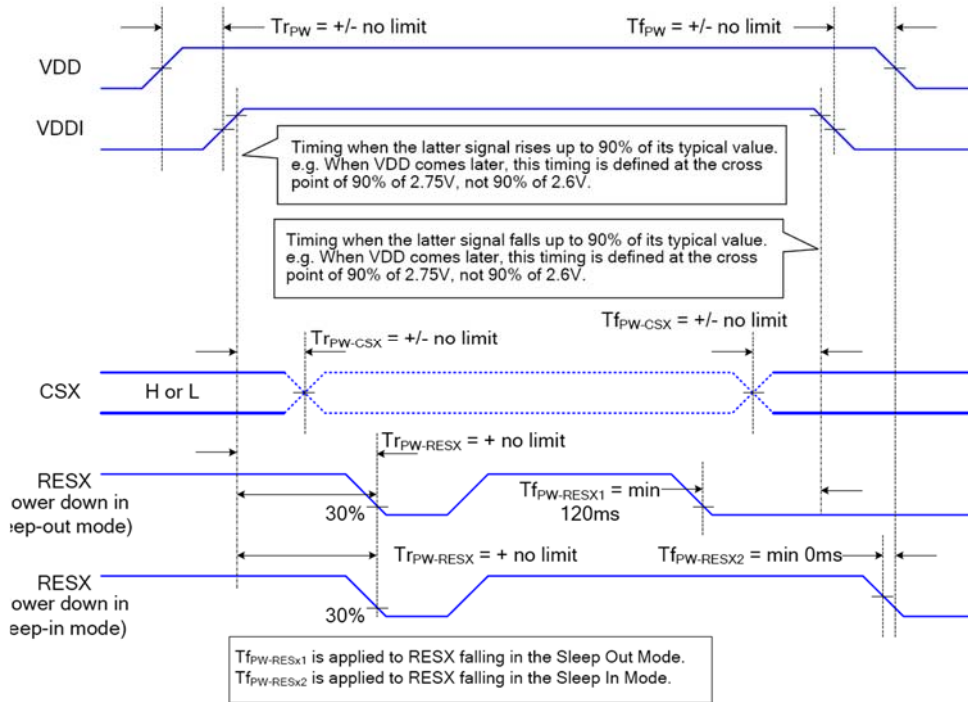 TrPW = +/- no limit
TfPW = +/- no limit
VDD
VDDI
Timing when the latter signal rises up to 90% of its typical value.
e.g. When VDD comes later, this timing is defined at the cross
point of 90% of 2.75V, not 90% of 2.6V.
Timing when the latter signal falls up to 90% of its typical value.
e.g. When VDD comes later, this timing is defined at the cross
point of 90% of 2.75V, not 90% of 2.6V.
TfPW-CSX = +/- no limit
TrPW-CSX = +/- no limit
CSX
H or L
TrPW-RESX = + no limit
RESX
ower down in
eep-out mode)
30%
TfPW-RESX1 = min
120ms
TrPW-RESX = + no limit
TfPW-RESX2 = min 0ms
RESX
ower down in
eep-in mode)
30%
TfPW-RESx1 is applied to RESX falling in the Sleep Out Mode.
TfPW-RESx2 is applied to RESX falling in the Sleep In Mode.